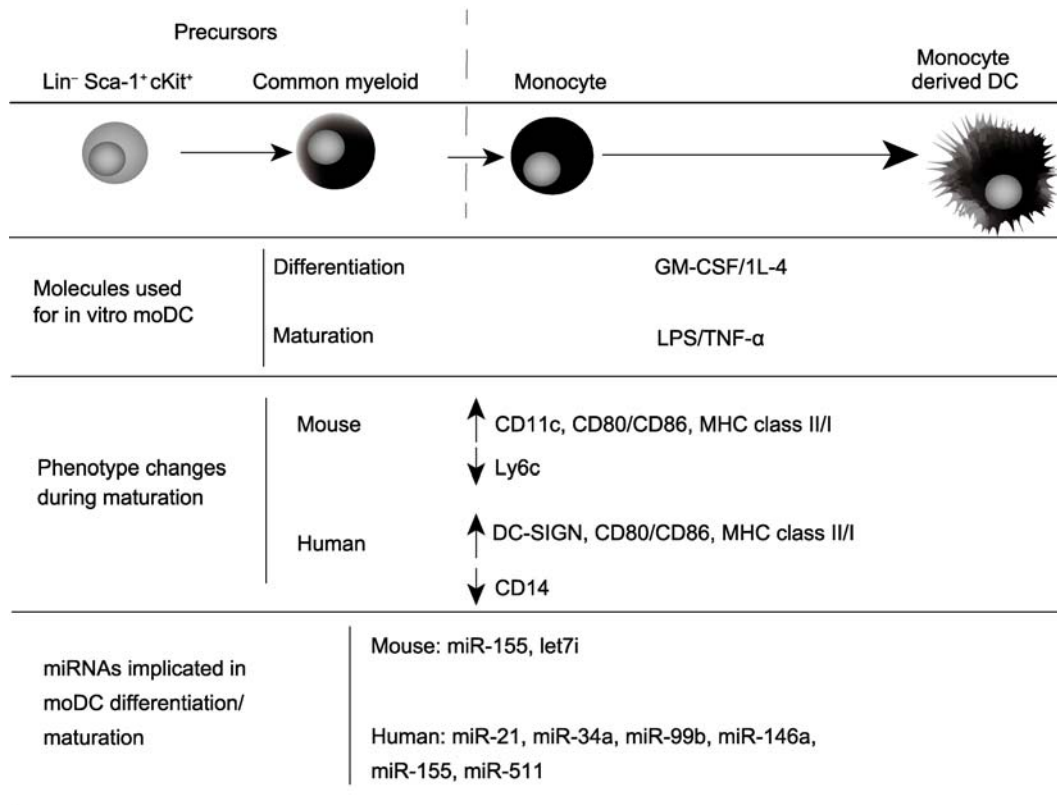 Precursors
Lin⁻ Sca-1⁺ cKit⁺
Common myeloid
Monocyte
Monocyte
derived DC
Molecules used
for in vitro moDC
Differentiation
GM-CSF/1L-4
Maturation
LPS/TNF-α
Phenotype changes
during maturation
Mouse
CD11c, CD80/CD86, MHC class II/I
Ly6c
Human
DC-SIGN, CD80/CD86, MHC class II/I
CD14
miRNAs implicated in
moDC differentiation/
maturation
Mouse: miR-155, let7i
Human: miR-21, miR-34a, miR-99b, miR-146a,
miR-155, miR-511